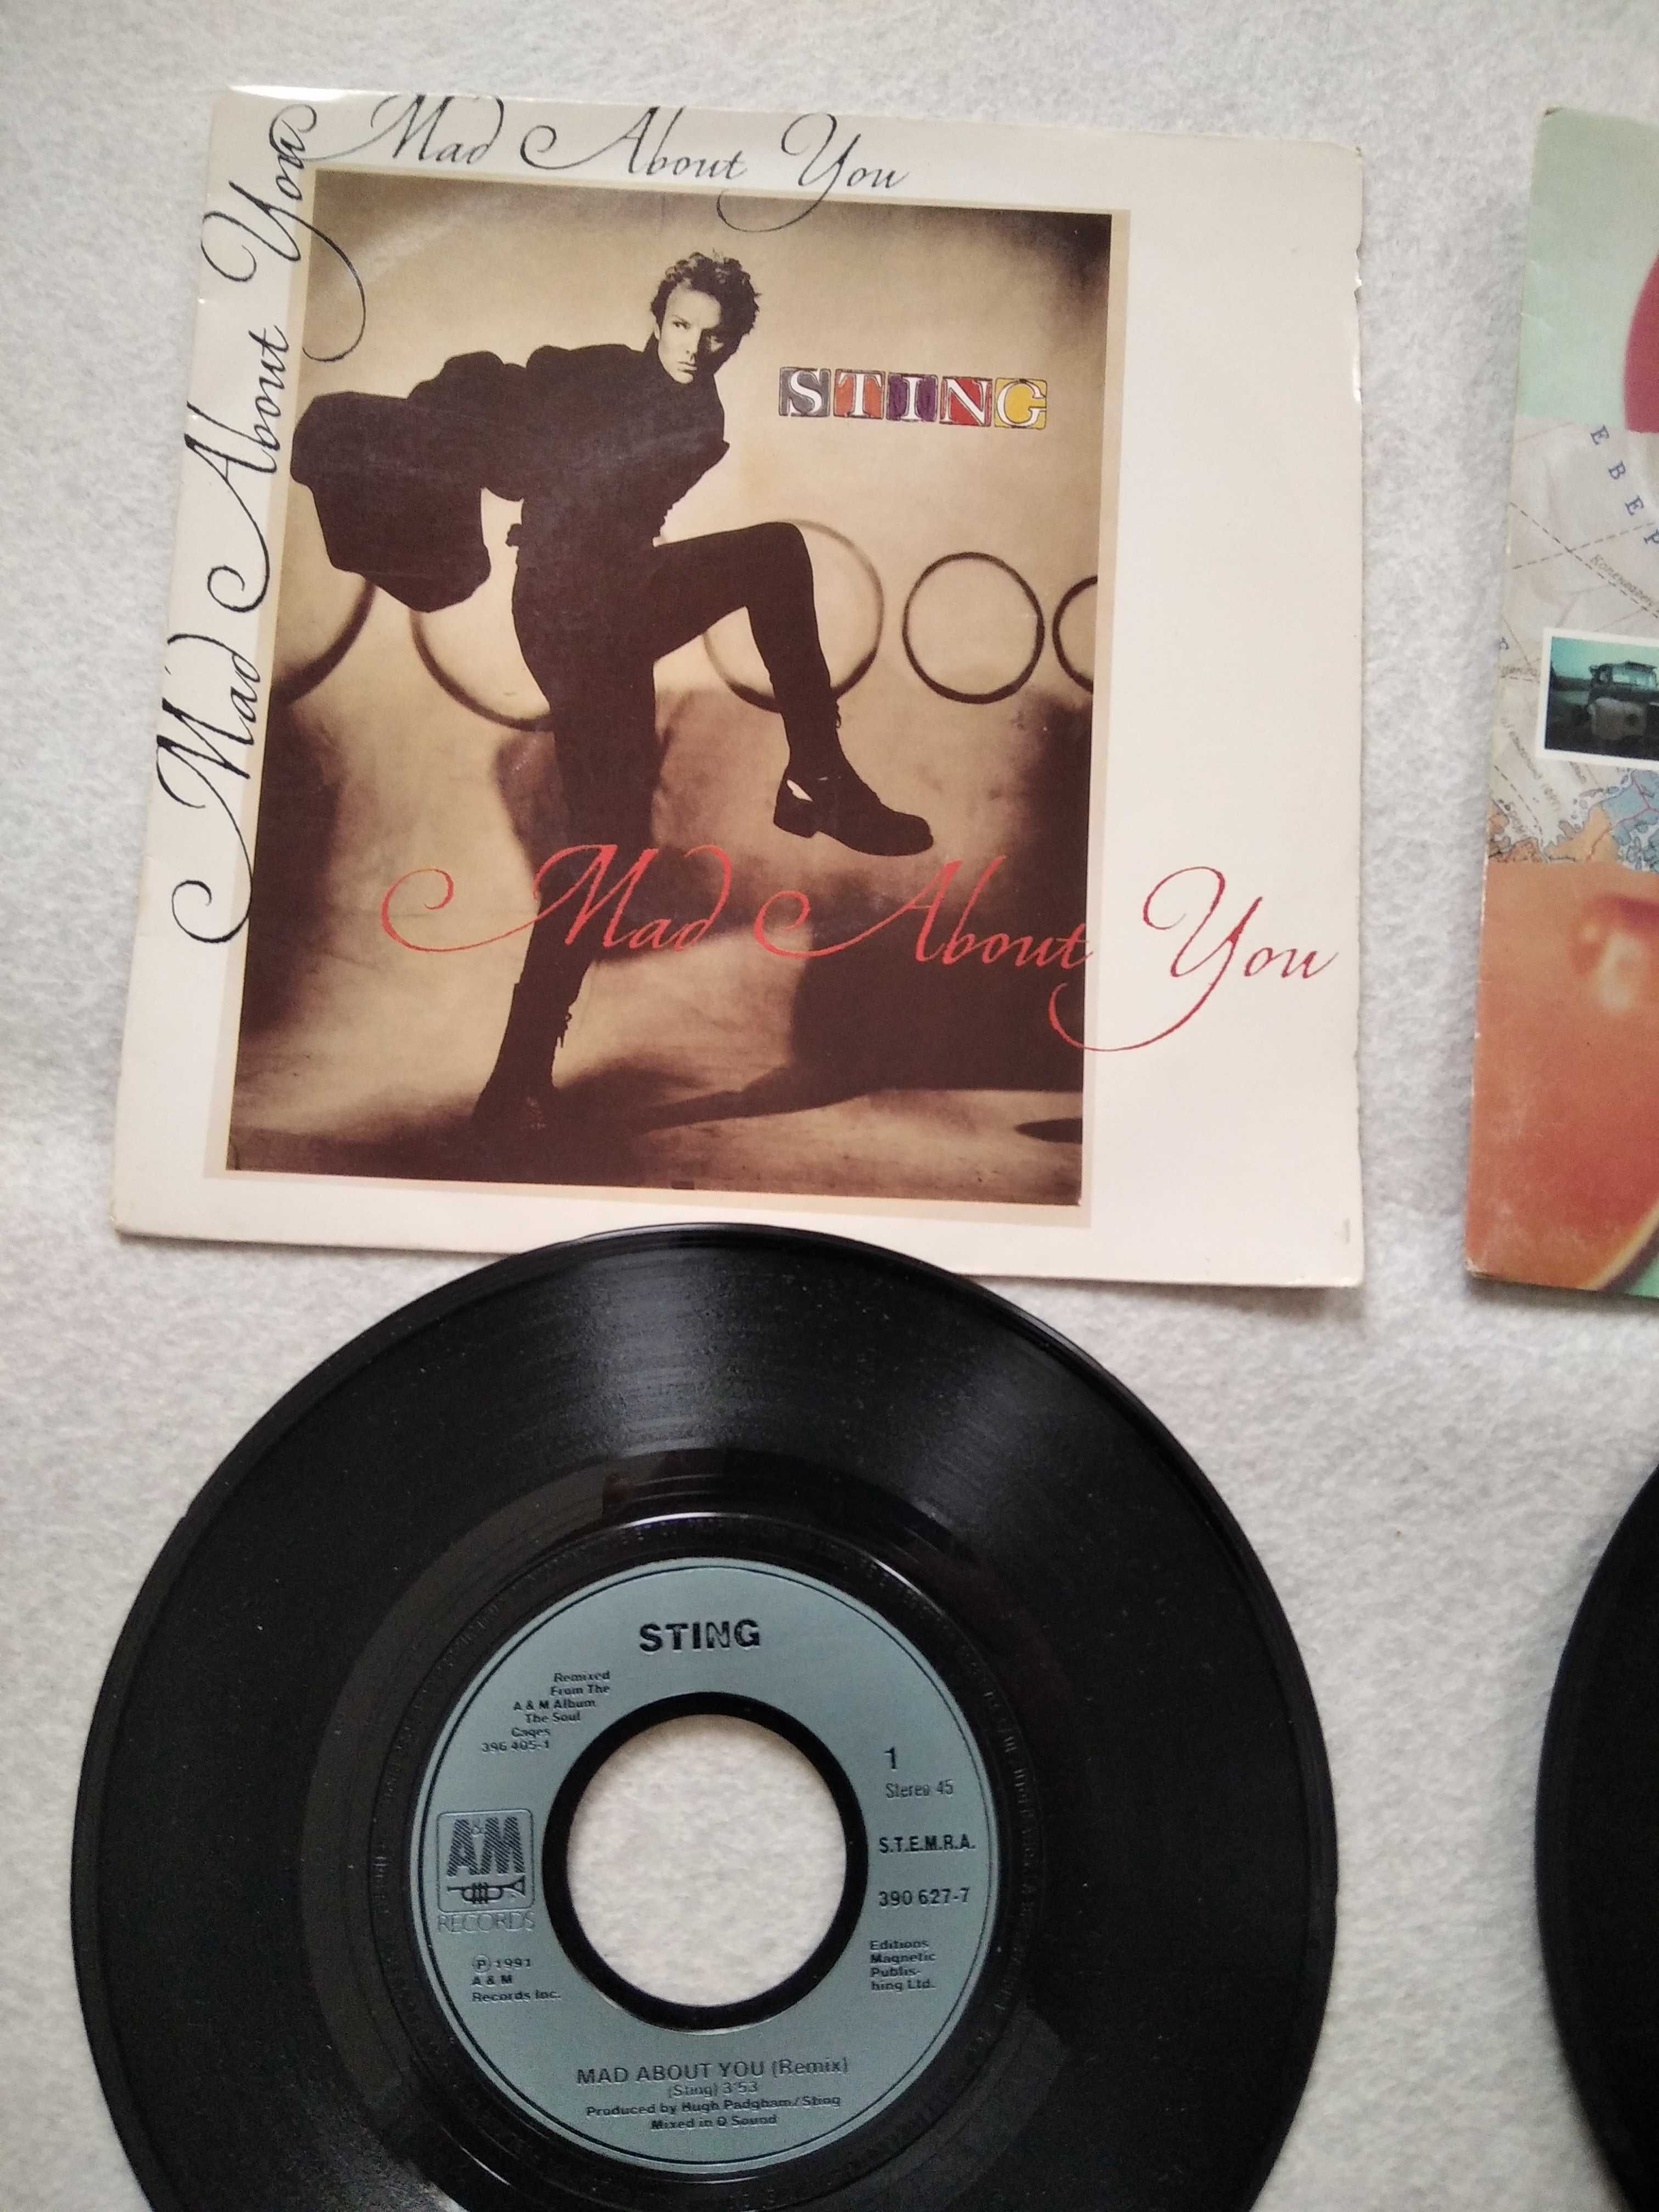 Mad About You
Mad About You
STING
Mad About You
STING
Remixed
From The
A & M Album
The Soul
Cages
396 405-1
1
Stereo 45
S.T.E.M.R.A.
390 627-7
A&M
RECORDS
Ⓟ 1991
A & M
Records Inc.
Editions
Magnetic
Publis-
hing Ltd.
MAD ABOUT YOU (Remix)
(Sting) 3'53
Produced by Hugh Padgham/Sting
Mixed in Q Sound